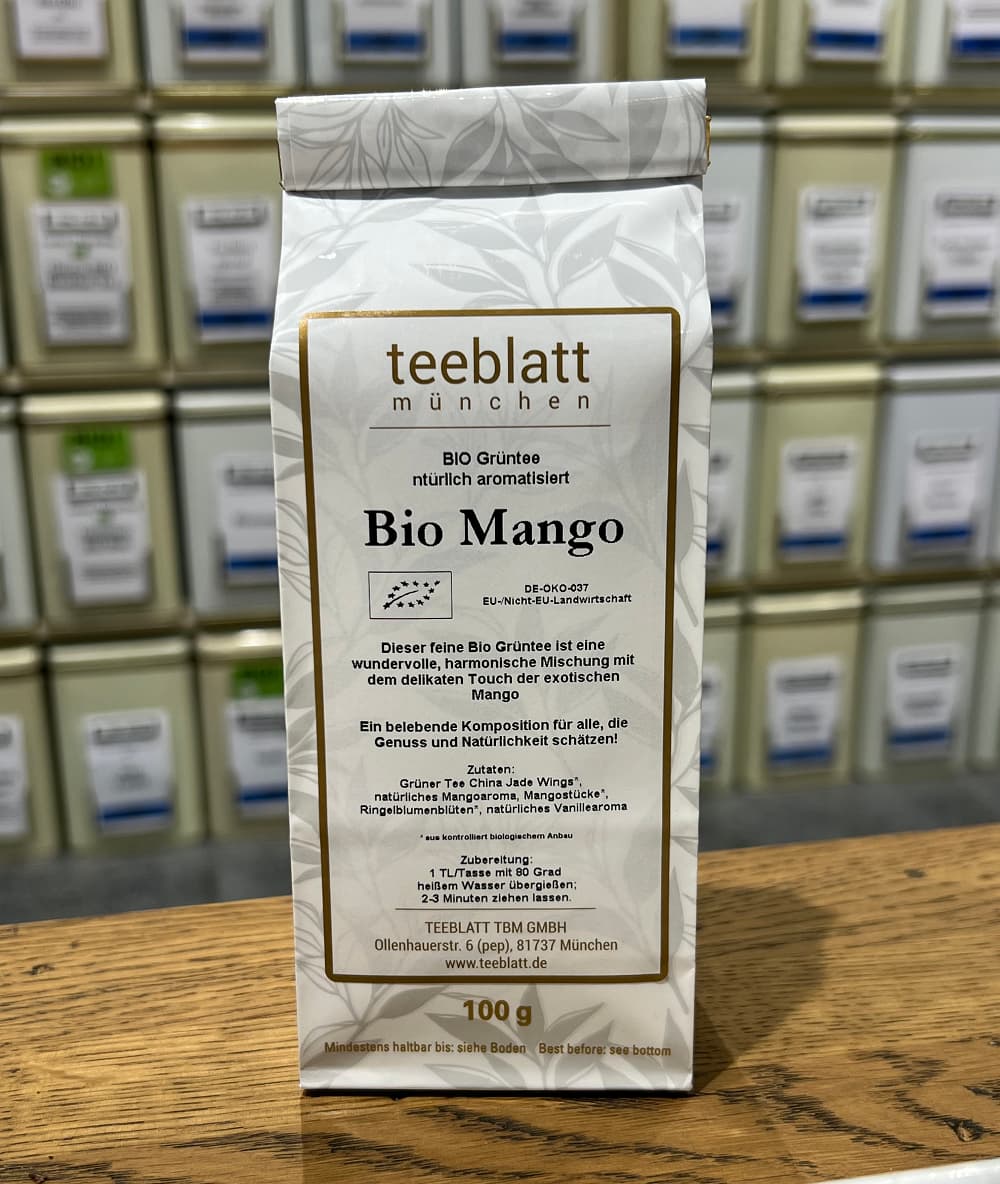 teeblatt
münchen
BIO Grüntee
ntürlich aromatisiert
Bio Mango
DE-ÖKO-037
EU-/Nicht-EU-Landwirtschaft
Dieser feine Bio Grüntee ist eine
wundervolle, harmonische Mischung mit
dem delikaten Touch der exotischen
Mango
Ein belebende Komposition für alle, die
Genuss und Natürlichkeit schätzen!
Zutaten:
Grüner Tee China Jade Wings*,
natürliches Mangoaroma, Mangostücke*,
Ringelblumenblüten*, natürliches Vanillearoma
* aus kontrolliert biologischem Anbau
Zubereitung:
1 TL/Tasse mit 80 Grad
heißem Wasser übergießen;
2-3 Minuten ziehen lassen.
TEEBLATT TBM GMBH
Ollenhauerstr. 6 (pep), 81737 München
www.teeblatt.de
100 g
Mindestens haltbar bis: siehe Boden Best before: see bottom